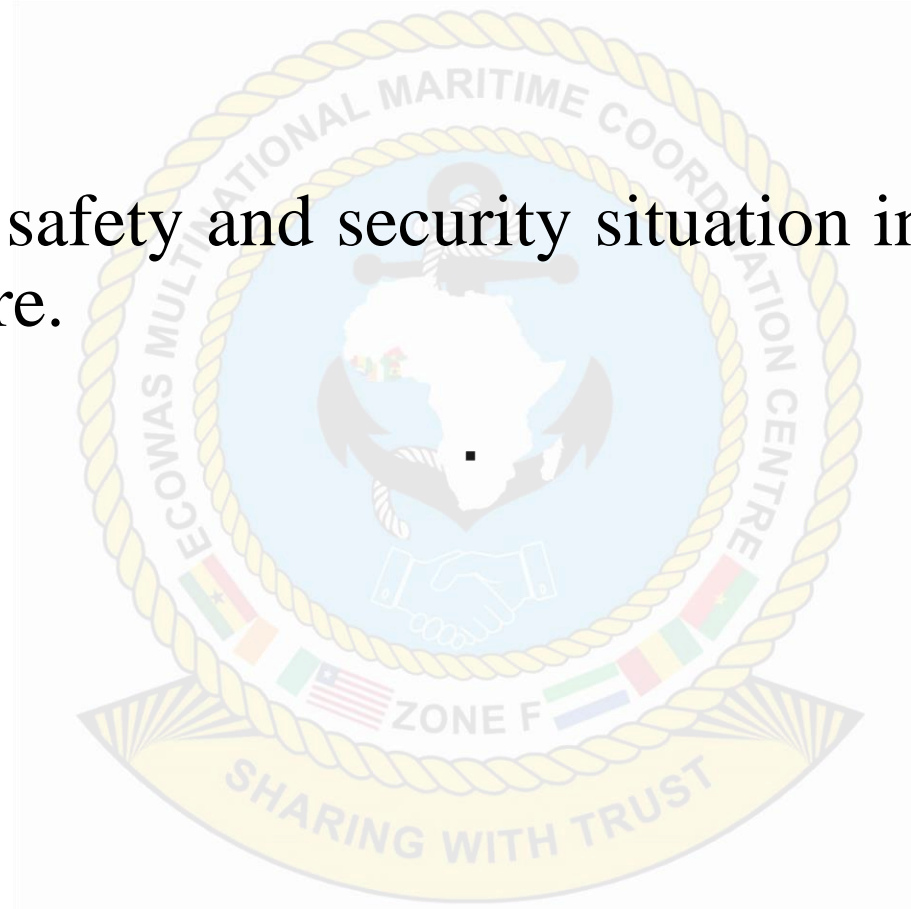 ECOWAS MULTINATIONAL MARITIME COORDINATION CENTRE
safety and security situation in
re.
ZONE F
SHARING WITH TRUST